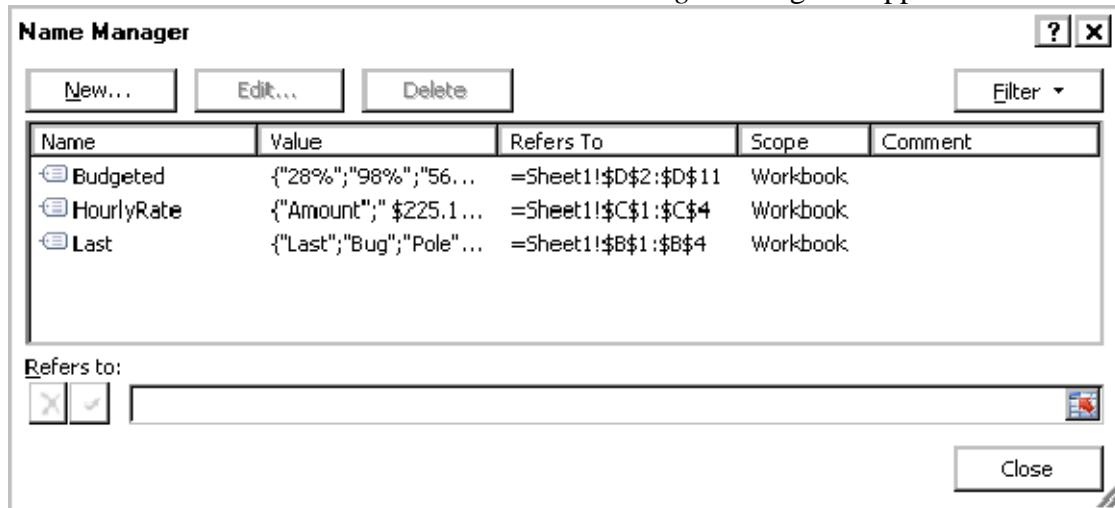 Name Manager ? x
New... Edit... Delete Filter
Name Value Refers To Scope Comment
Budgeted {"28%";"98%";"56... =Sheet1!$D$2:$D$11 Workbook
HourlyRate {"Amount";" $225.1... =Sheet1!$C$1:$C$4 Workbook
Last {"Last";"Bug";"Pole"... =Sheet1!$B$1:$B$4 Workbook
Refers to:
Close